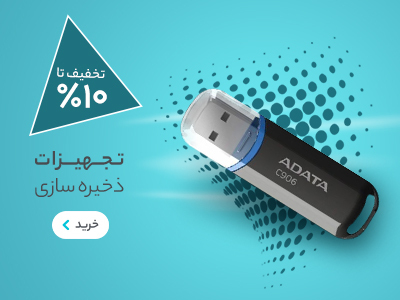 تخفیف تا
%۱۰
تجهیزات
ذخیره سازی
خرید
ADATA
C906